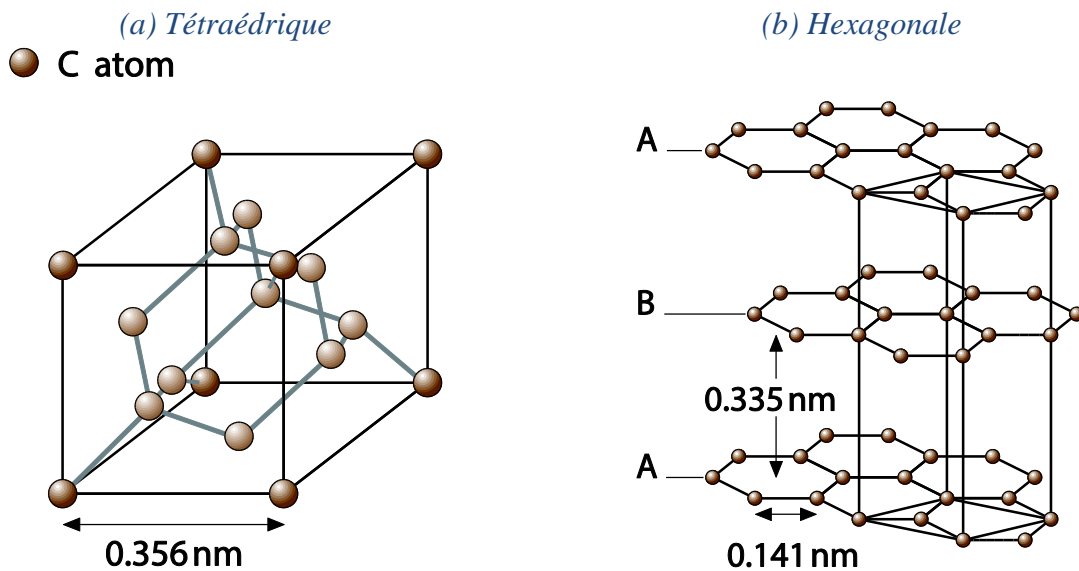 (a) Tétraédrique
(b) Hexagonale
C atom
0.356 nm
A
B
0.335 nm
A
0.141 nm